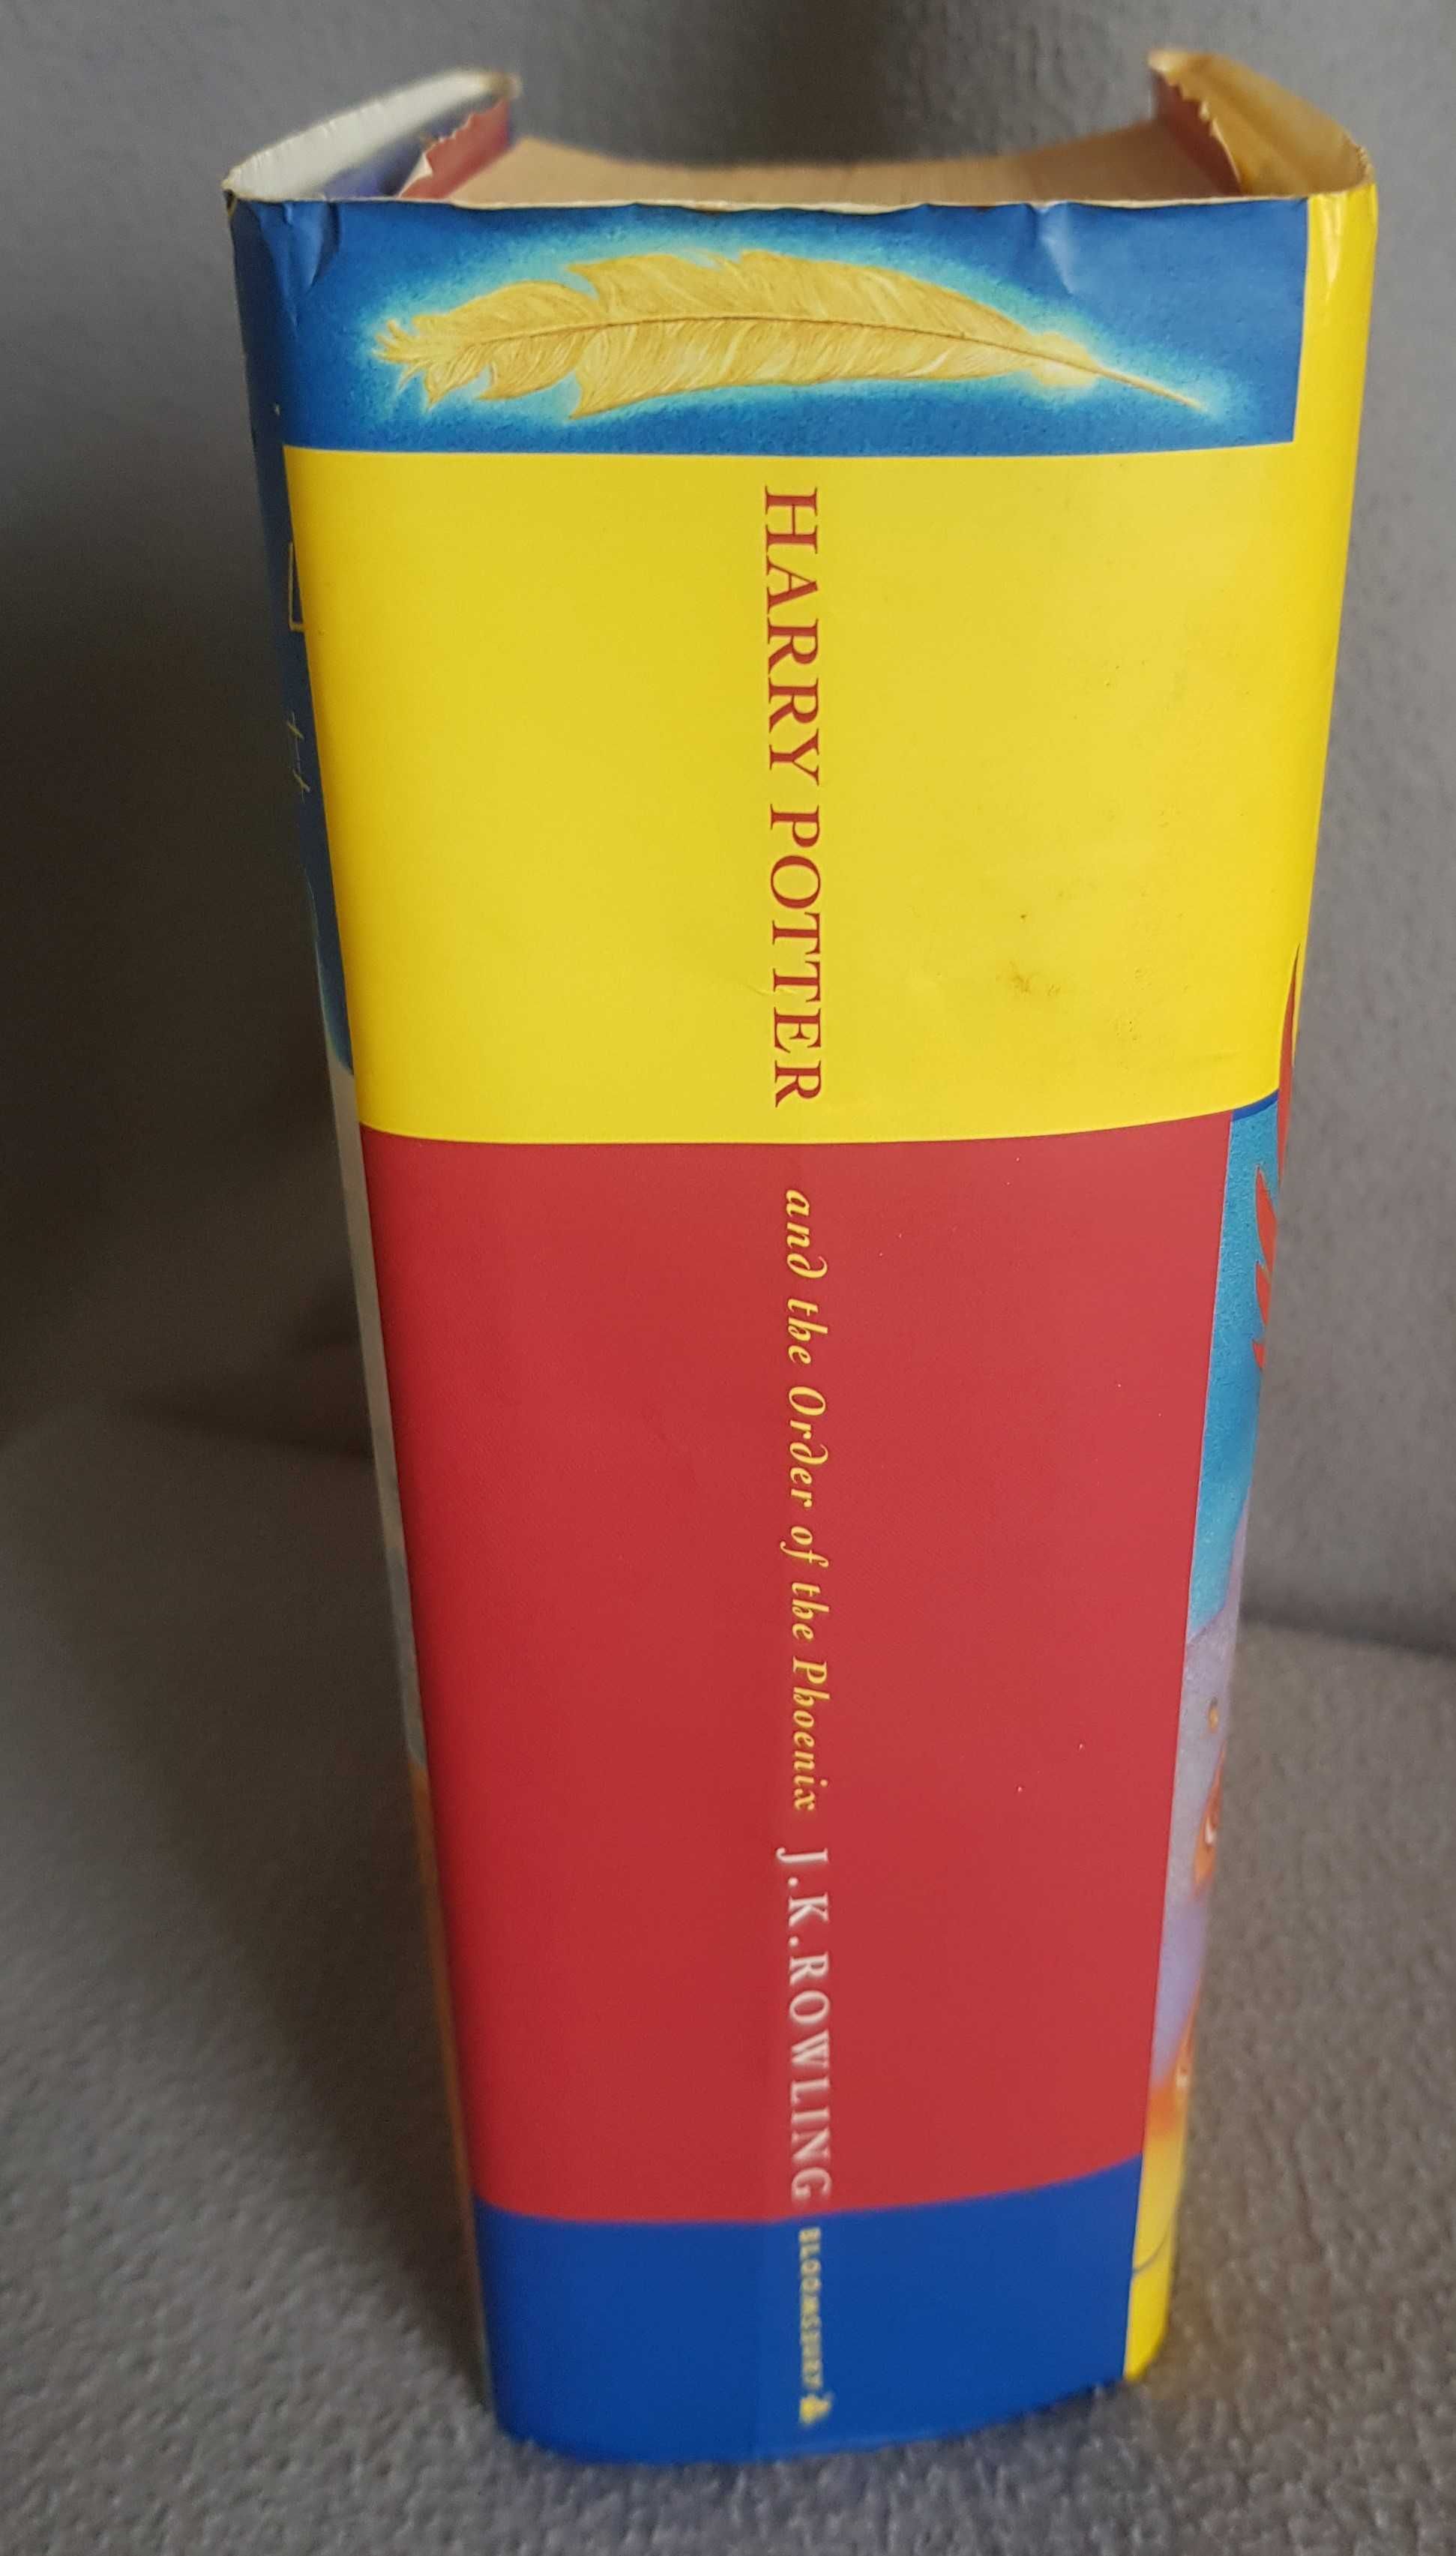 HARRY POTTER
and the Order of the Phoenix
J.K.ROWLING
BLOOMSBURY